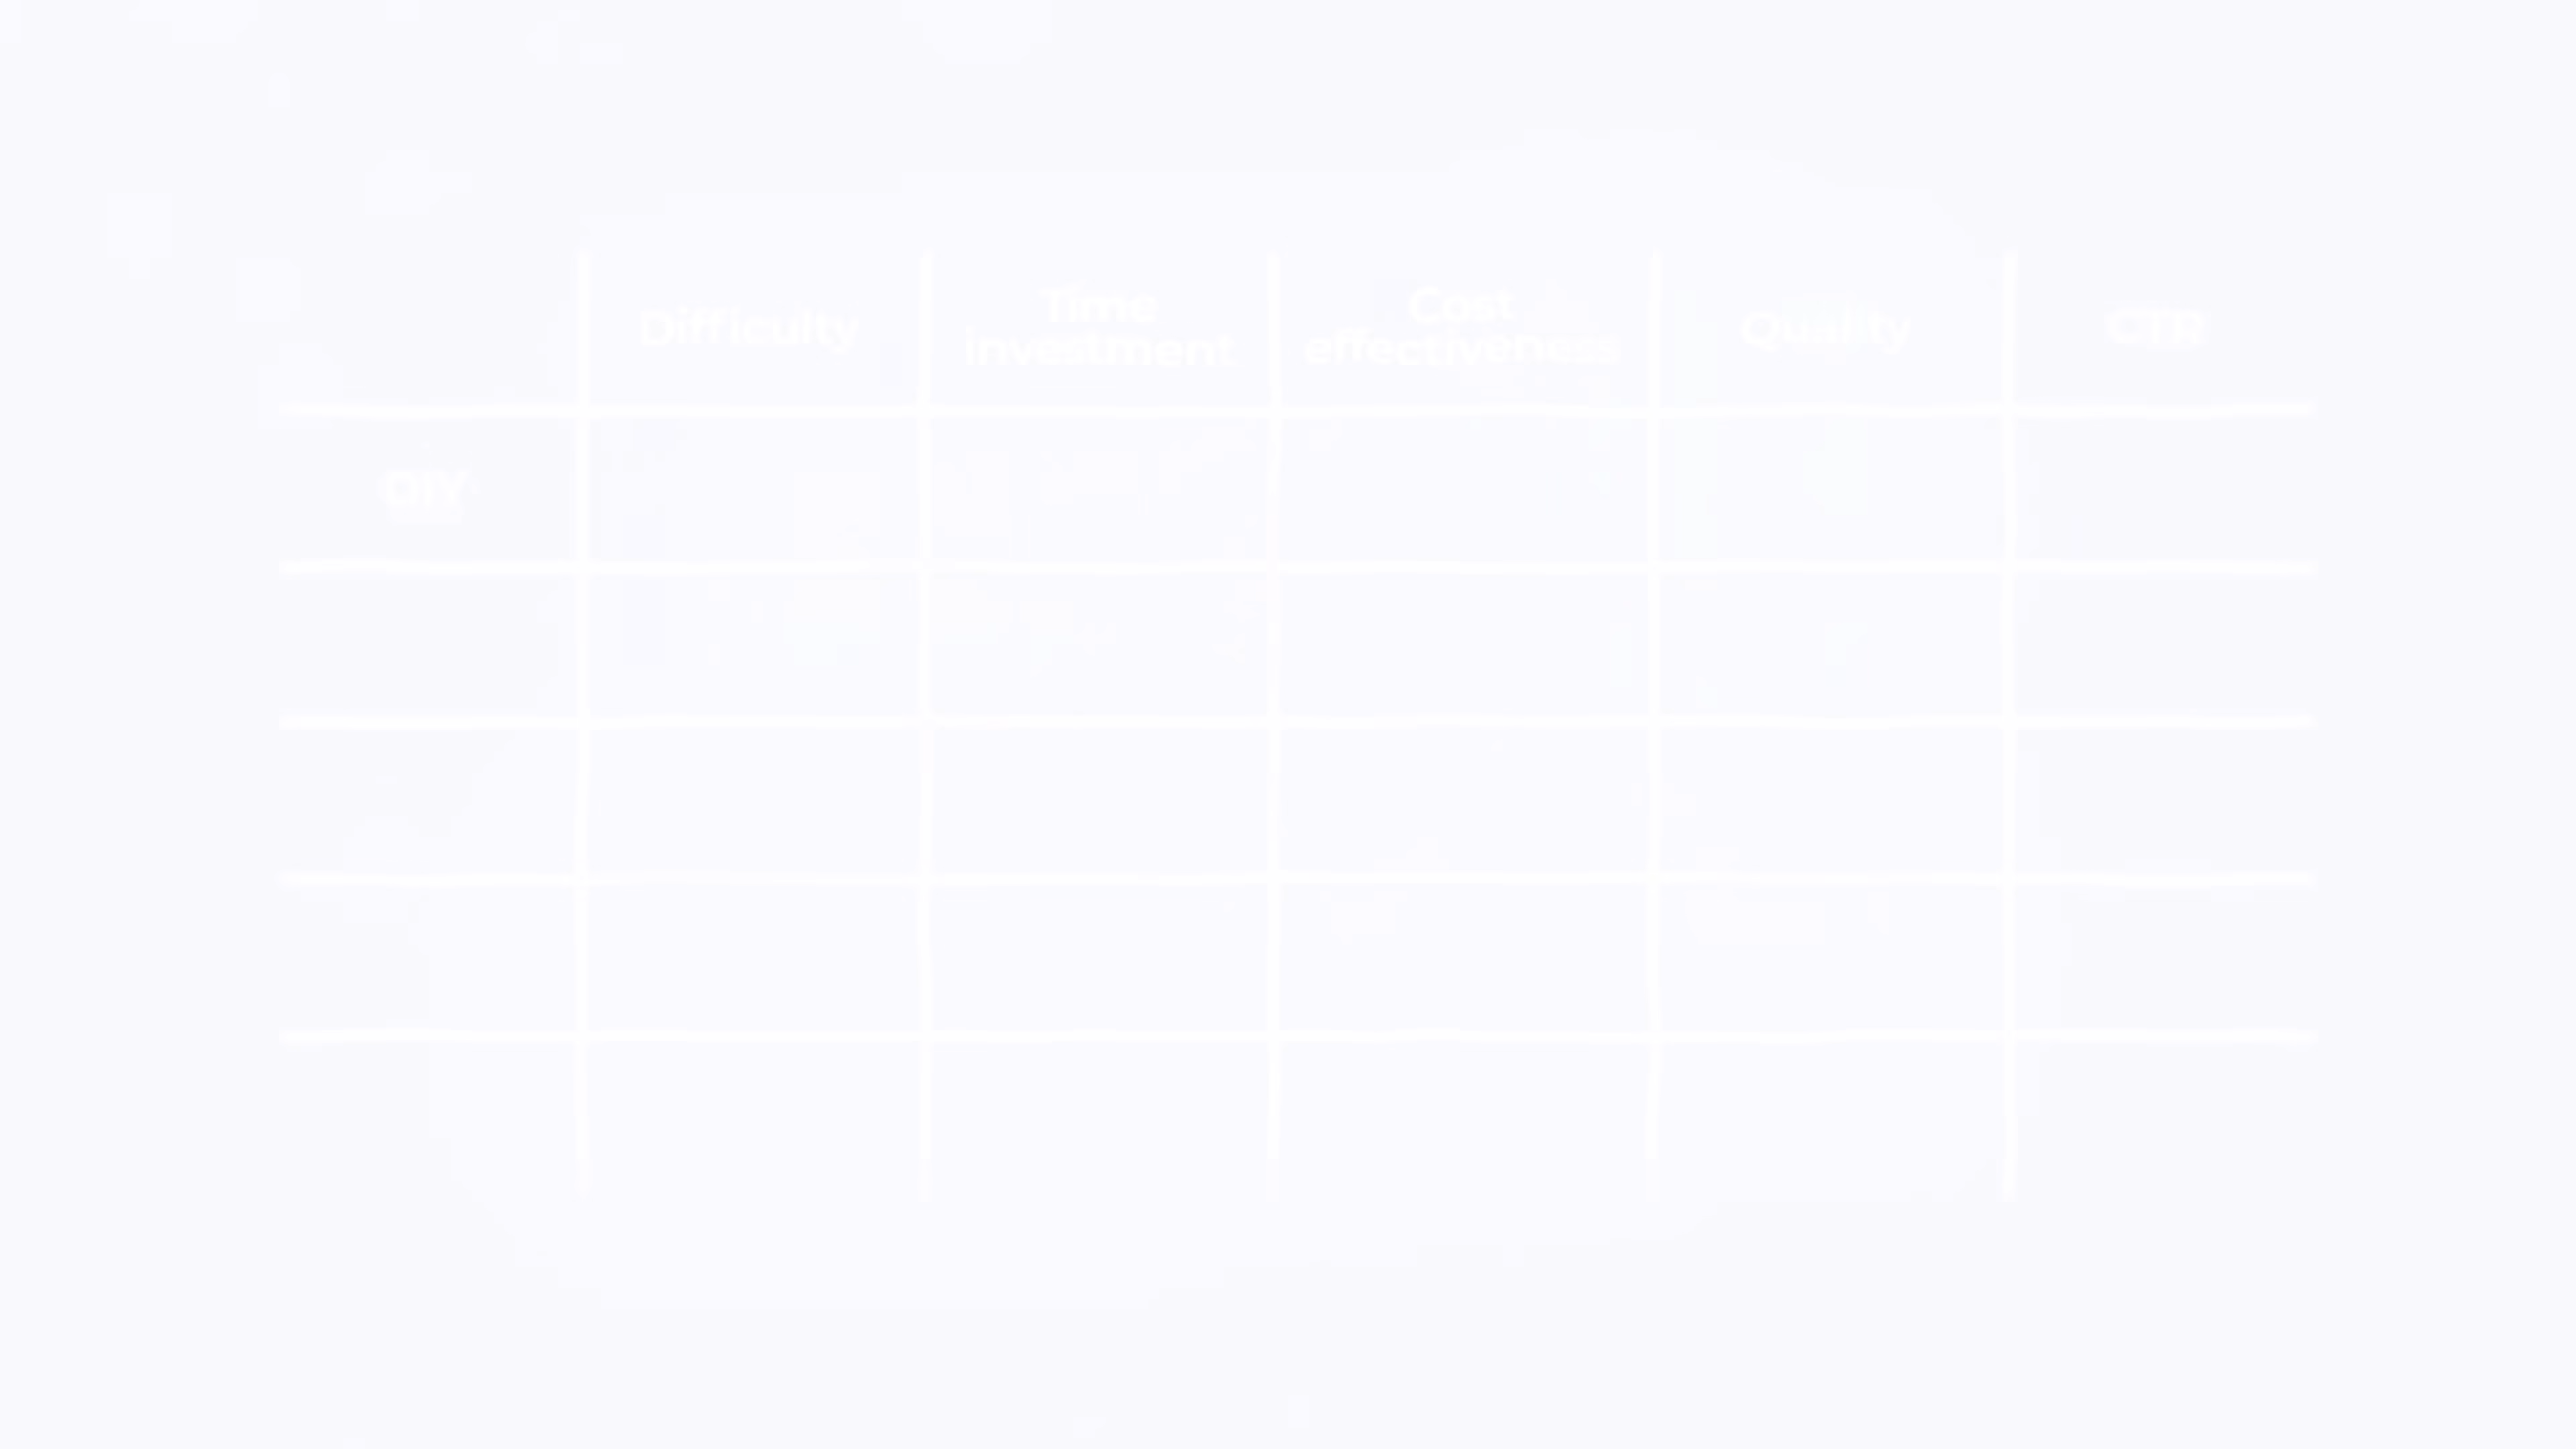 Difficulty
Time
investment
Cost
effectiveness
Quality
CTR
DIY